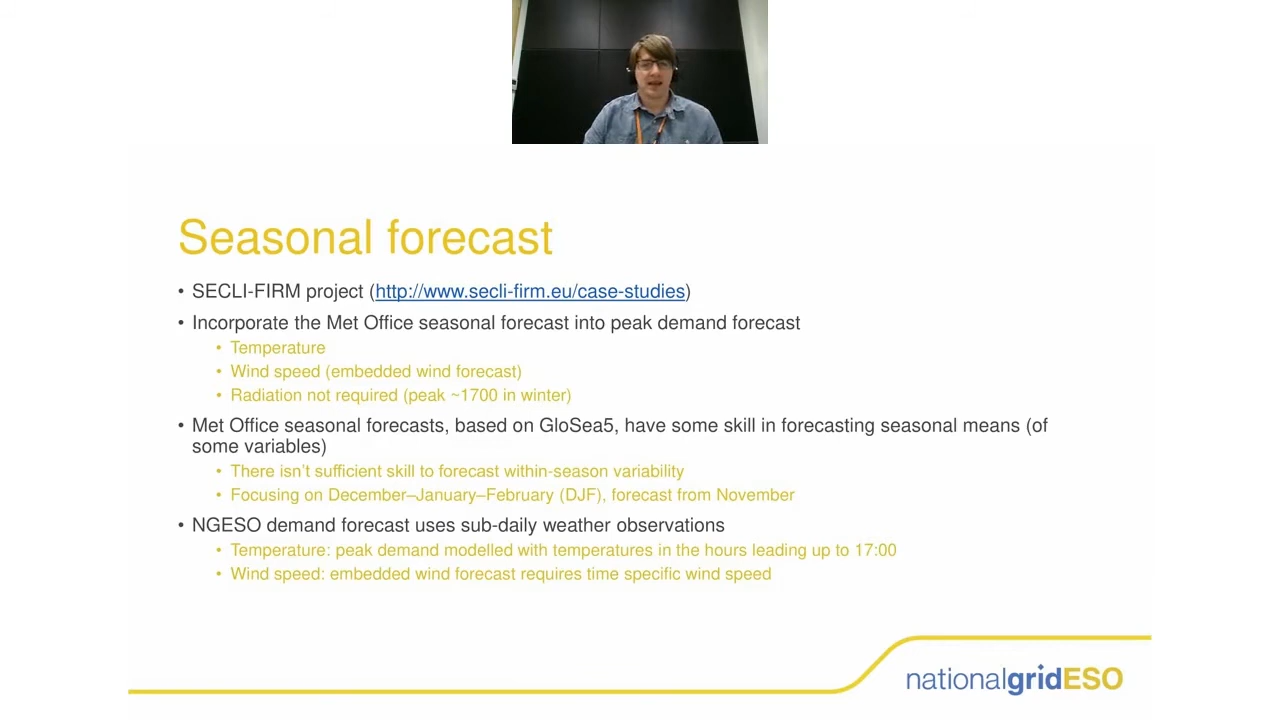 Seasonal forecast
• SECLI-FIRM project (http://www.secli-firm.eu/case-studies)
• Incorporate the Met Office seasonal forecast into peak demand forecast
• Temperature
• Wind speed (embedded wind forecast)
• Radiation not required (peak ~1700 in winter)
• Met Office seasonal forecasts, based on GloSea5, have some skill in forecasting seasonal means (of
some variables)
• There isn't sufficient skill to forecast within-season variability
• Focusing on December–January–February (DJF), forecast from November
• NGESO demand forecast uses sub-daily weather observations
• Temperature: peak demand modelled with temperatures in the hours leading up to 17:00
• Wind speed: embedded wind forecast requires time specific wind speed
nationalgridESO